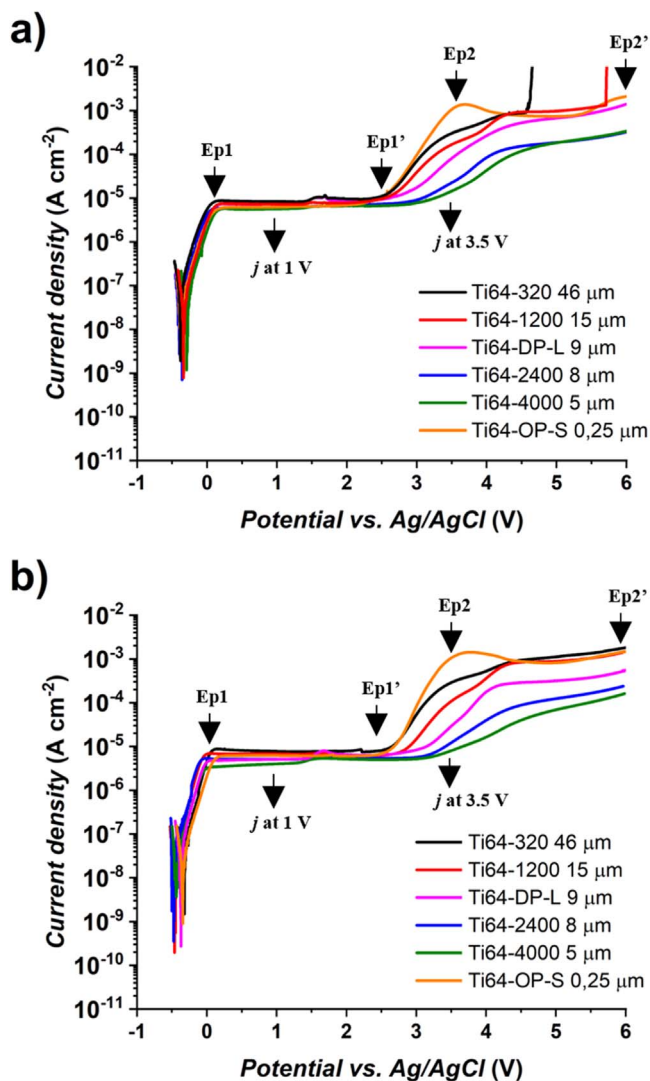 a)
Current density (A cm⁻²)
10⁻²
10⁻³
10⁻⁴
10⁻⁵
10⁻⁶
10⁻⁷
10⁻⁸
10⁻⁹
10⁻¹⁰
10⁻¹¹
Ep1
Ep1’
Ep2
Ep2’
j at 1 V
j at 3.5 V
Ti64-320 46 μm
Ti64-1200 15 μm
Ti64-DP-L 9 μm
Ti64-2400 8 μm
Ti64-4000 5 μm
Ti64-OP-S 0,25 μm
-1 0 1 2 3 4 5 6
Potential vs. Ag/AgCl (V)
b)
Current density (A cm⁻²)
10⁻²
10⁻³
10⁻⁴
10⁻⁵
10⁻⁶
10⁻⁷
10⁻⁸
10⁻⁹
10⁻¹⁰
10⁻¹¹
Ep1
Ep1’
Ep2
Ep2’
j at 1 V
j at 3.5 V
Ti64-320 46 μm
Ti64-1200 15 μm
Ti64-DP-L 9 μm
Ti64-2400 8 μm
Ti64-4000 5 μm
Ti64-OP-S 0,25 μm
-1 0 1 2 3 4 5 6
Potential vs. Ag/AgCl (V)